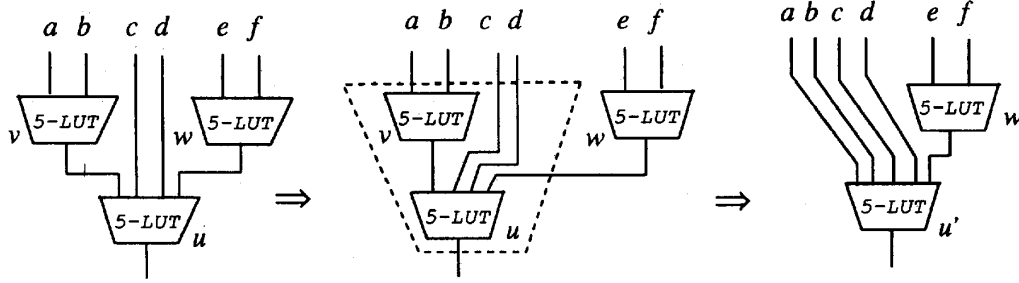 a b c d e f
5-LUT 5-LUT
v w
5-LUT
u
⇒
a b c d e f
5-LUT 5-LUT
v w
5-LUT
u
⇒
a b c d e f
5-LUT
w
5-LUT
u'